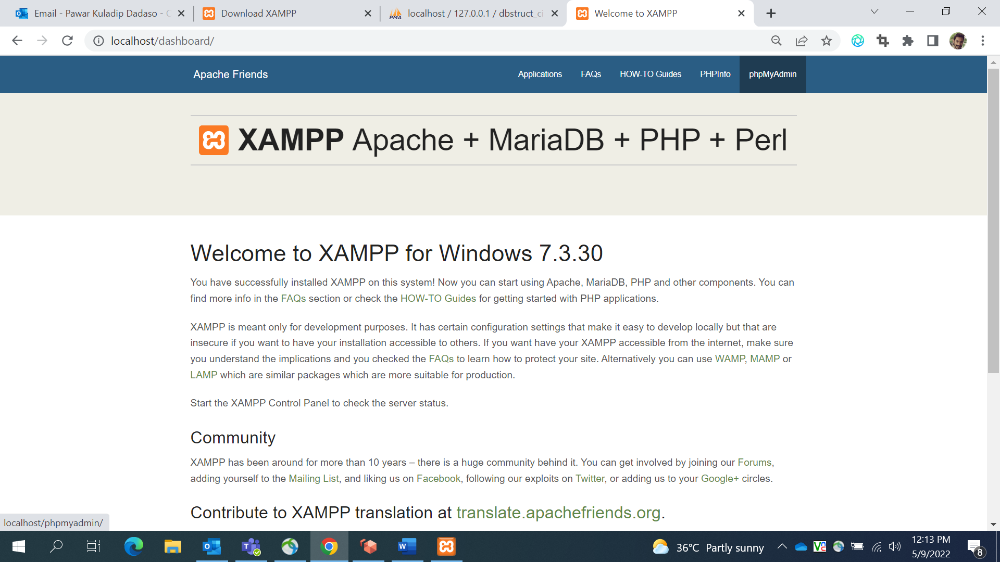 Email - Pawar Kuladip Dadaso -
Download XAMPP
PMA
localhost / 127.0.0.1 / dbstruct_ci
Welcome to XAMPP
localhost/dashboard/
Apache Friends
Applications
FAQs
HOW-TO Guides
PHPInfo
phpMyAdmin
XAMPP Apache + MariaDB + PHP + Perl
Welcome to XAMPP for Windows 7.3.30
You have successfully installed XAMPP on this system! Now you can start using Apache, MariaDB, PHP and other components. You can
find more info in the FAQs section or check the HOW-TO Guides for getting started with PHP applications.
XAMPP is meant only for development purposes. It has certain configuration settings that make it easy to develop locally but that are
insecure if you want to have your installation accessible to others. If you want have your XAMPP accessible from the internet, make sure
you understand the implications and you checked the FAQs to learn how to protect your site. Alternatively you can use WAMP, MAMP or
LAMP which are similar packages which are more suitable for production.
Start the XAMPP Control Panel to check the server status.
Community
XAMPP has been around for more than 10 years – there is a huge community behind it. You can get involved by joining our Forums,
adding yourself to the Mailing List, and liking us on Facebook, following our exploits on Twitter, or adding us to your Google+ circles.
Contribute to XAMPP translation at translate.apachefriends.org.
localhost/phpmyadmin/
36°C Partly sunny
12:13 PM
5/9/2022
8